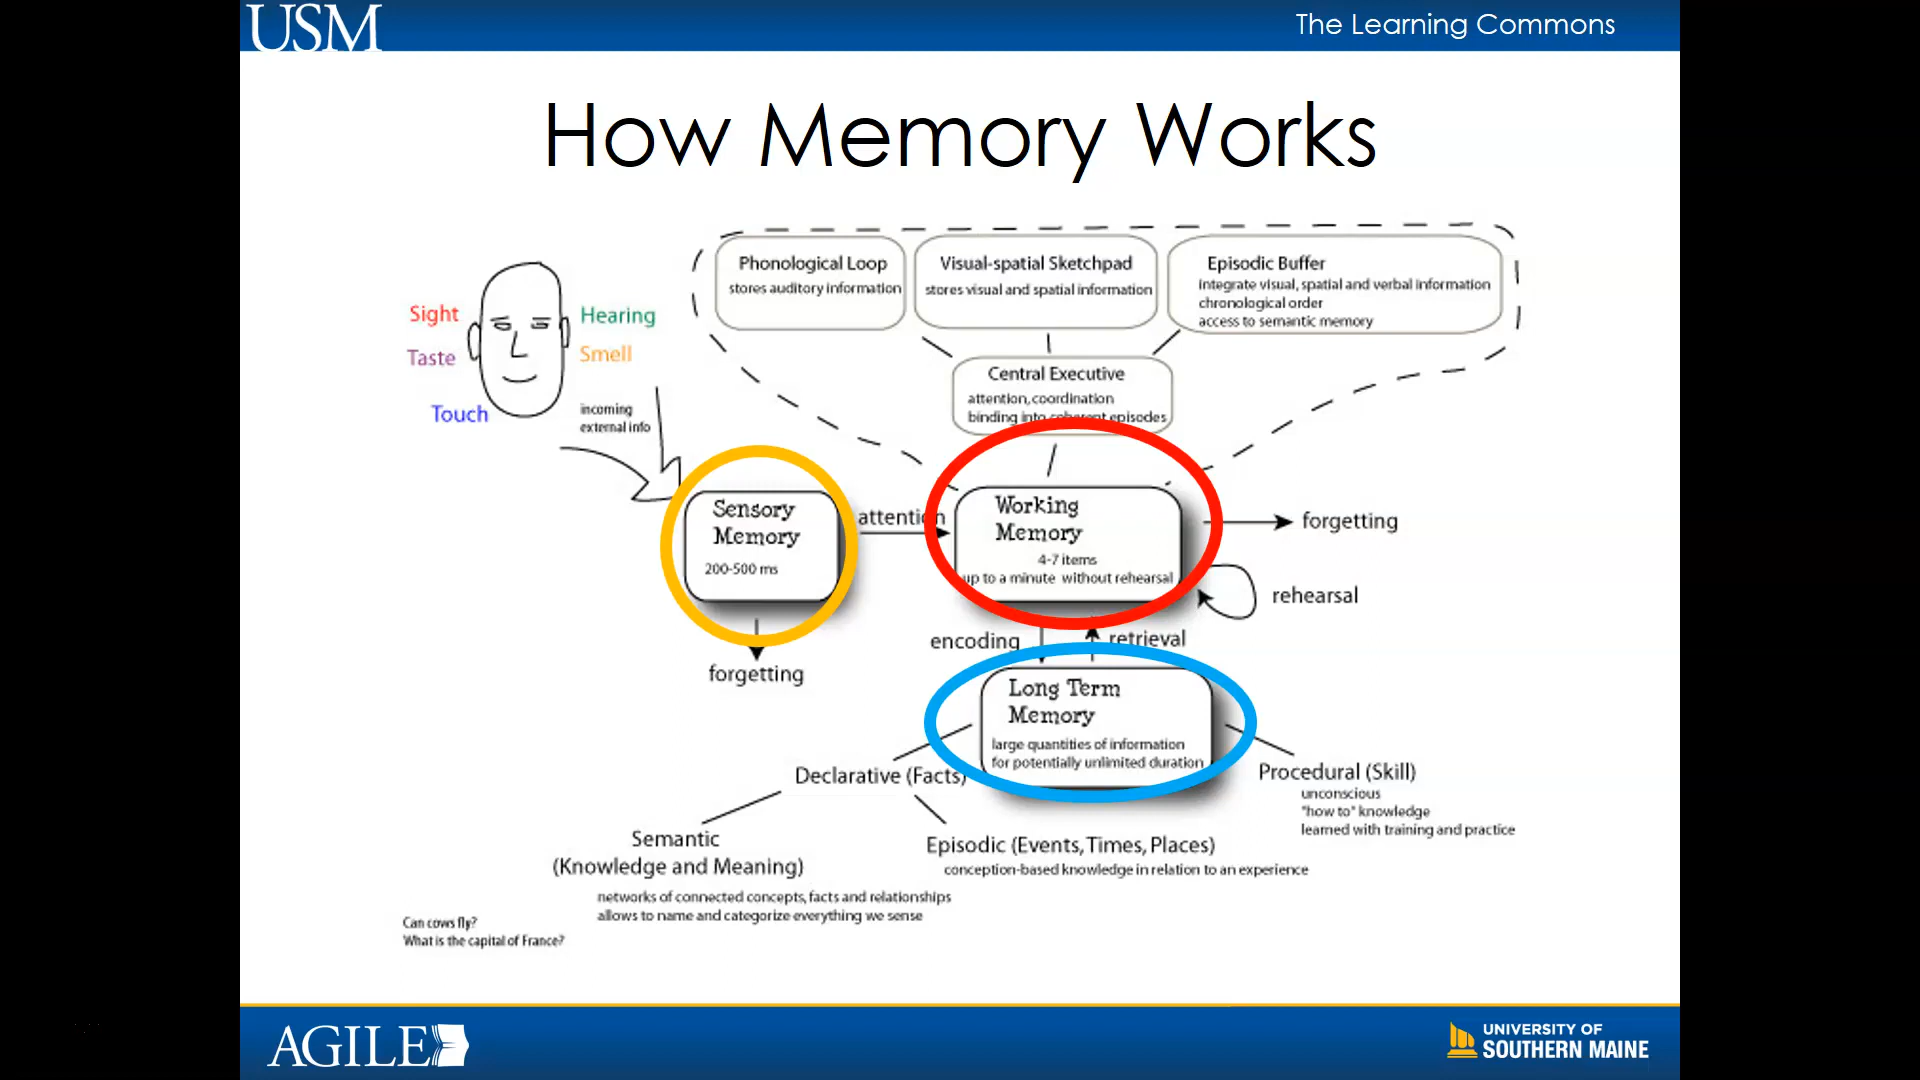 USM
The Learning Commons
How Memory Works
Sight
Hearing
Taste
Smell
Touch
incoming
external info
Phonological Loop
stores auditory information
Visual-spatial Sketchpad
stores visual and spatial information
Episodic Buffer
integrate visual, spatial and verbal information
chronological order
access to semantic memory
Central Executive
attention, coordination
binding into coherent episodes
Sensory
Memory
200-500 ms
attention
Working
Memory
4-7 items
up to a minute without rehearsal
forgetting
rehearsal
forgetting
encoding
retrieval
Long Term
Memory
large quantities of information
for potentially unlimited duration
Declarative (Facts)
Procedural (Skill)
unconscious
"how to" knowledge
learned with training and practice
Semantic
(Knowledge and Meaning)
networks of connected concepts, facts and relationships
allows to name and categorize everything we sense
Episodic (Events, Times, Places)
conception-based knowledge in relation to an experience
Can cows fly?
What is the capital of France?
AGILE
UNIVERSITY OF
SOUTHERN MAINE